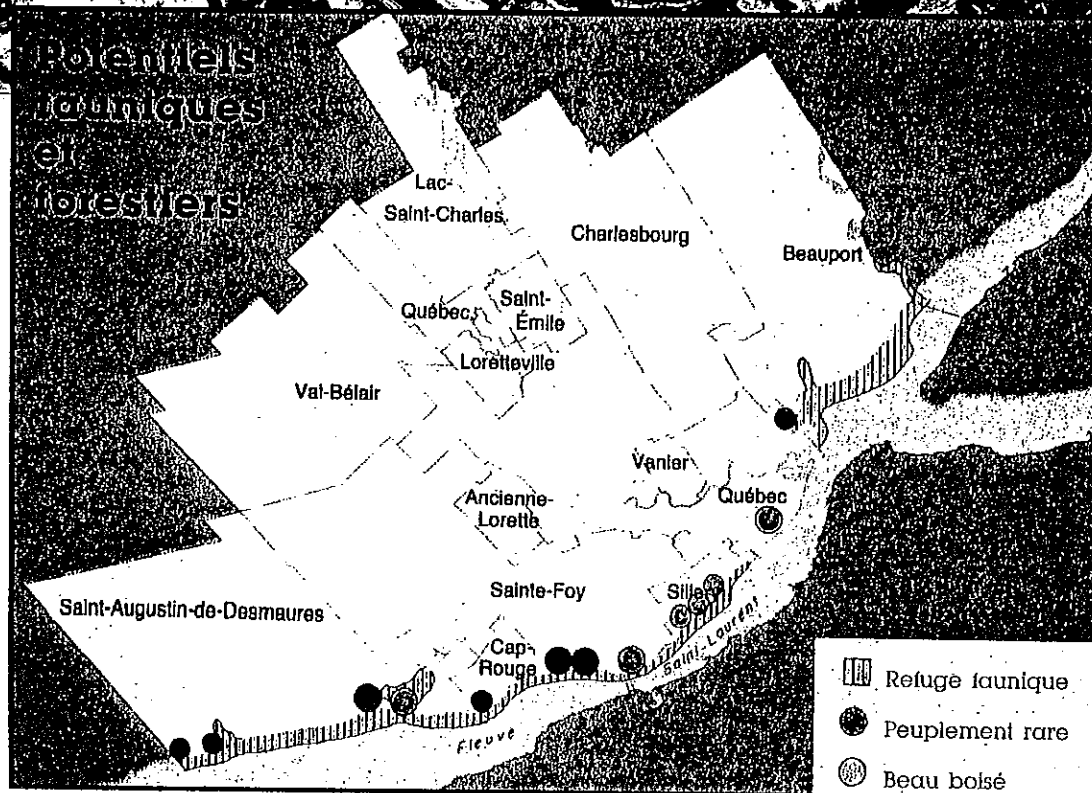 Potentiels
fauniques
et
forestiers
Lac-
Saint-Charles
Charlesbourg
Beauport
Québec
Saint-
Émile
Loretteville
Val-Bélair
Vanier
Ancienne-
Lorette
Québec
Sainte-Foy
Sillery
Saint-Augustin-de-Desmaures
Cap-
Rouge
Fleuve
Saint-Laurent
Refuge faunique
Peuplement rare
Beau boisé